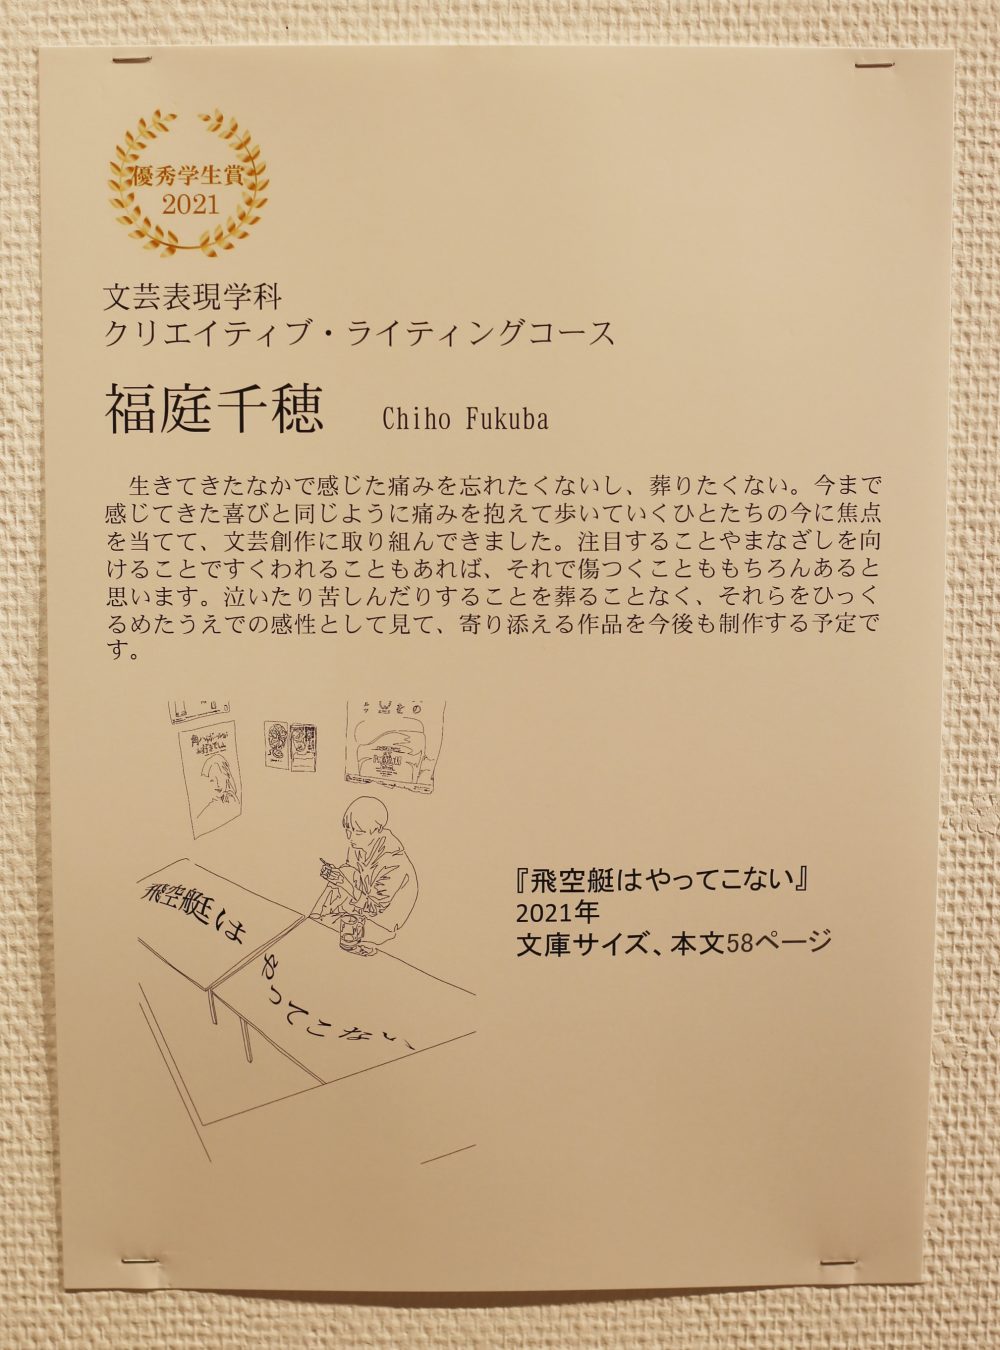 優秀学生賞
2021
文芸表現学科
クリエイティブ・ライティングコース
福庭千穂 Chiho Fukuba
生きてきたなかで感じた痛みを忘れたくないし、葬りたくない。今まで
感じてきた喜びと同じように痛みを抱えて歩いていくひとたちの今に焦点
を当てて、文芸創作に取り組んできました。注目することやまなざしを向
けることですくわれることもあれば、それで傷つくことももちろんあると
思います。泣いたり苦しんだりすることを葬ることなく、それらをひっく
るめたうえでの感性として見て、寄り添える作品を今後も制作する予定で
す。
飛空艇は
やってこない
『飛空艇はやってこない』
2021年
文庫サイズ、本文58ページ